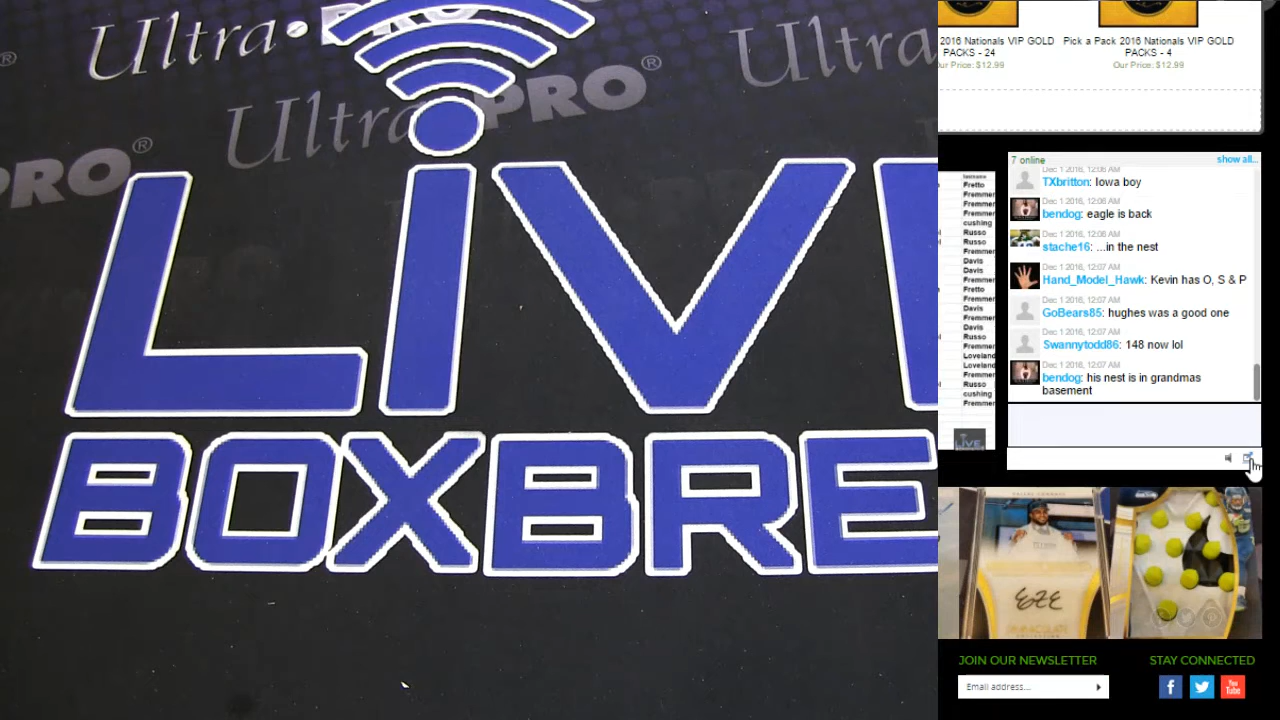 Ultra•PRO
®
Ultra PRO®
Ultra
PRO®
LiVE
BOXBRE
2016 Nationals VIP GOLD
PACKS - 24
ur Price: $12.99
Pick a Pack 2016 Nationals VIP GOLD
PACKS - 4
Our Price: $12.99
7 online
show all...
Dec 1 2016, 12:06 AM
TXbritton: Iowa boy
Dec 1 2016, 12:06 AM
bendog: eagle is back
Dec 1 2016, 12:06 AM
stache16: ...in the nest
Dec 1 2016, 12:07 AM
Hand_Model_Hawk: Kevin has O, S & P
Dec 1 2016, 12:07 AM
GoBears85: hughes was a good one
Dec 1 2016, 12:07 AM
Swannytodd86: 148 now lol
Dec 1 2016, 12:07 AM
bendog: his nest is in grandmas
basement
Fretto
Fremmer
Fremmer
Fremmer
cushing
Russo
Russo
Fremmer
Davis
Davis
Fremmer
Fretto
Fremmer
Davis
Fremmer
Davis
Russo
Fremmer
Loveland
Loveland
Fremmer
Russo
cushing
Fremmer
LIVE
JOIN OUR NEWSLETTER
Email address...
STAY CONNECTED
You
Tube